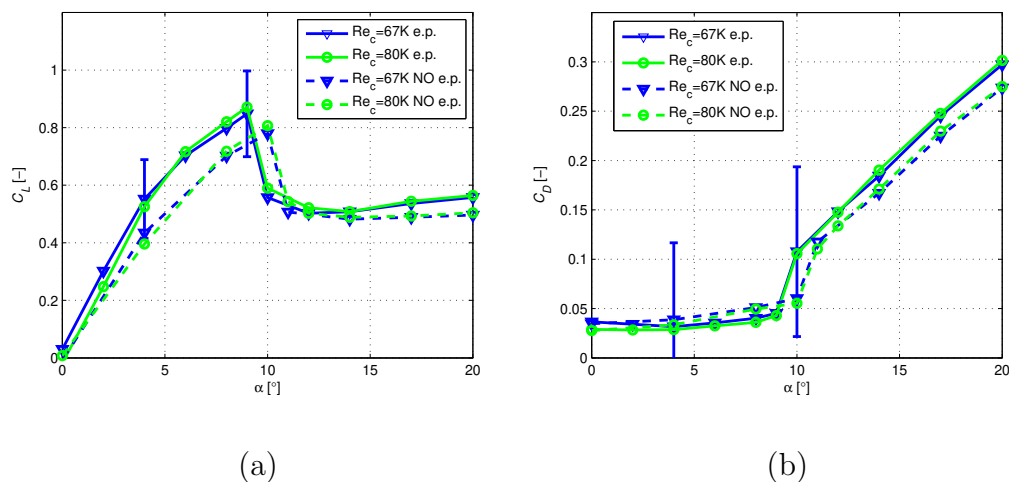 Re_c=67K e.p.
Re_c=80K e.p.
Re_c=67K NO e.p.
Re_c=80K NO e.p.
1
0.8
0.6
0.4
0.2
0
C_L [−]
0 5 10 15 20
α [°]
(a)
Re_c=67K e.p.
Re_c=80K e.p.
Re_c=67K NO e.p.
Re_c=80K NO e.p.
0.3
0.25
0.2
0.15
0.1
0.05
0
C_D [−]
0 5 10 15 20
α [°]
(b)